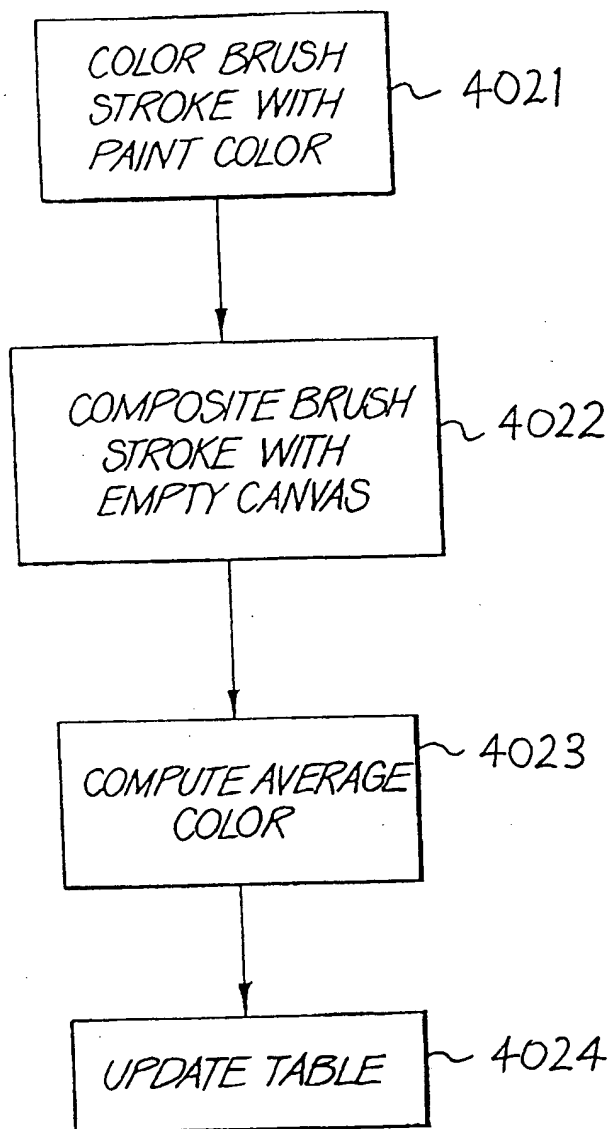 COLOR BRUSH
STROKE WITH
PAINT COLOR
4021
COMPOSITE BRUSH
STROKE WITH
EMPTY CANVAS
4022
COMPUTE AVERAGE
COLOR
4023
UPDATE TABLE
4024